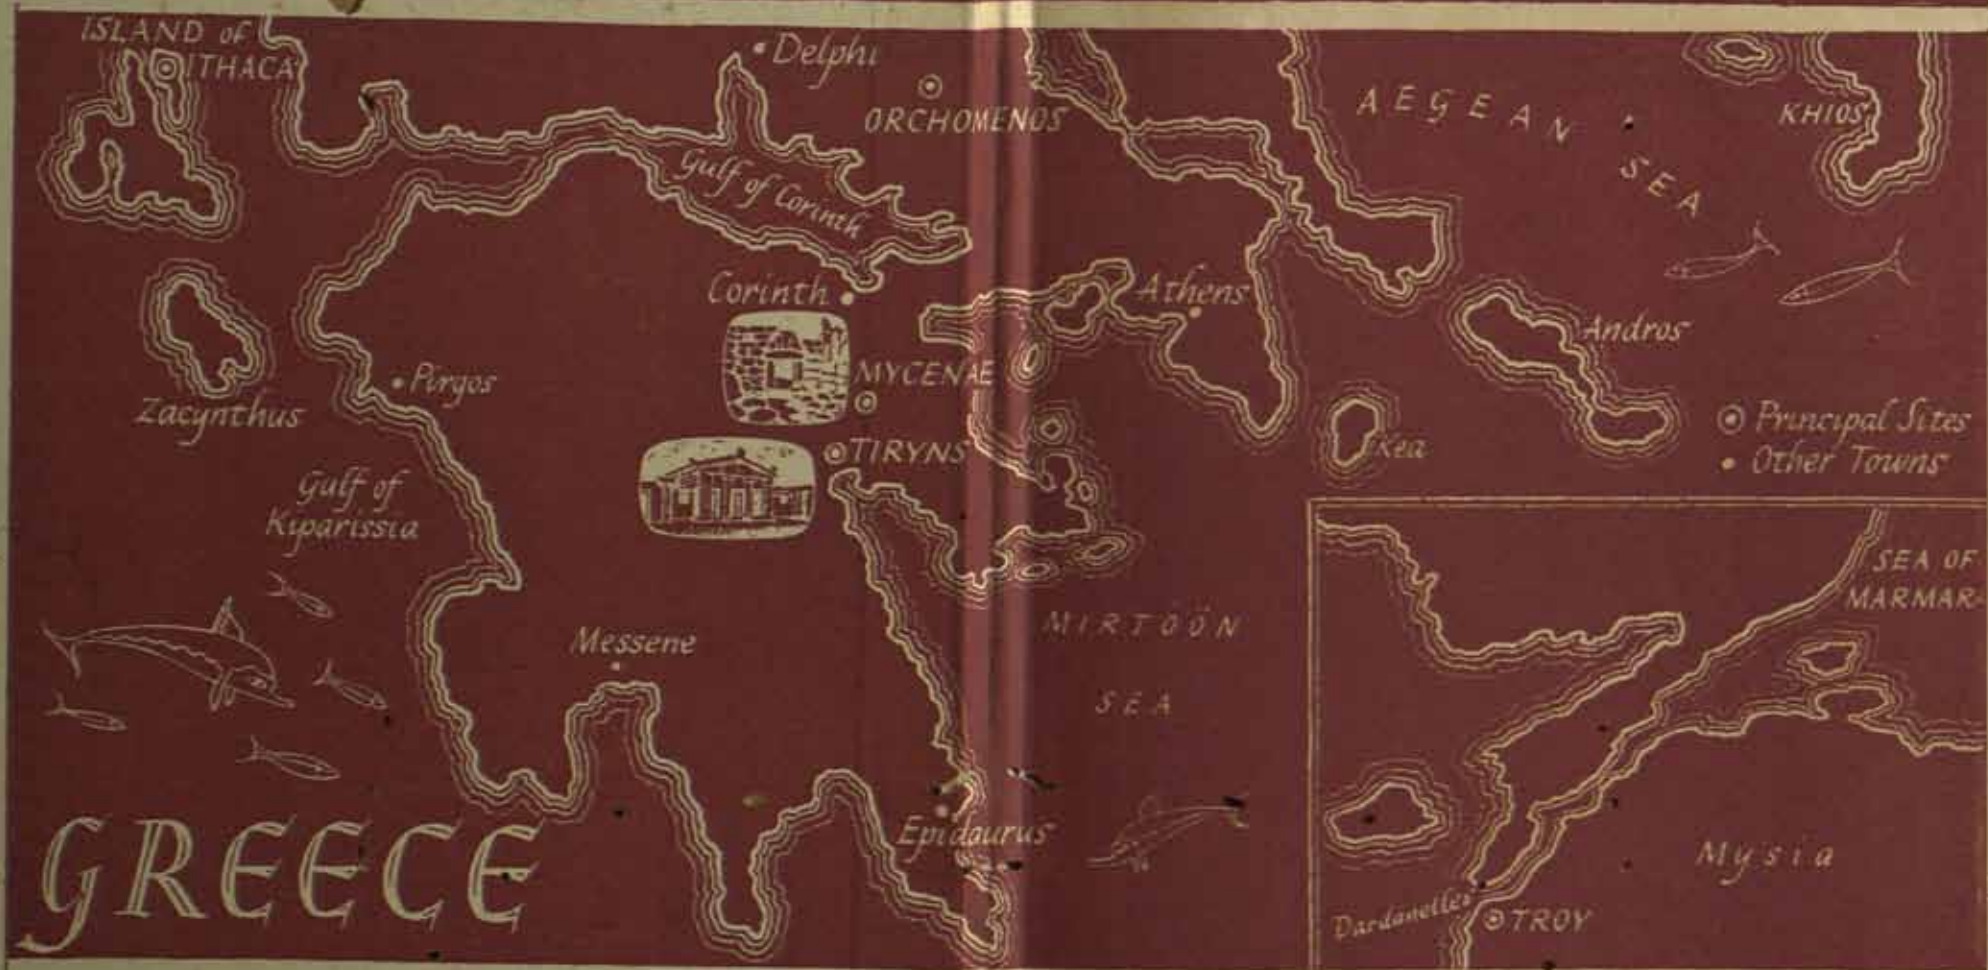 ISLAND of
ITHACA
Delphi
ORCHOMENOS
AEGEAN
SEA
KHIOS
Gulf of Corinth
Corinth
Athens
Andros
MYCENAE
Pirgos
Zacynthus
Principal Sites
Other Towns
Kea
TIRYNS
Gulf of
Kiparissia
SEA OF
MARMAR
Messene
MIRTOÖN
SEA
Epidaurus
Mysia
GREECE
Dardanelles
TROY